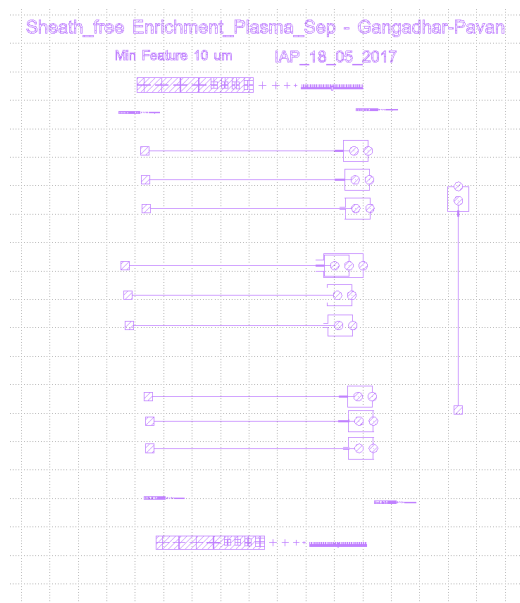 Sheath_free Enrichment_Plasma_Sep - Gangadhar-Pavan
Min Feature 10 um IAP_18_05_2017